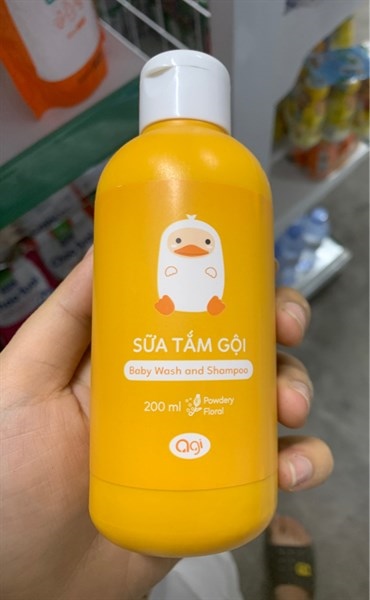 SỮA TẮM GỘI
Baby Wash and Shampoo
200 ml
Powdery
Floral
agi